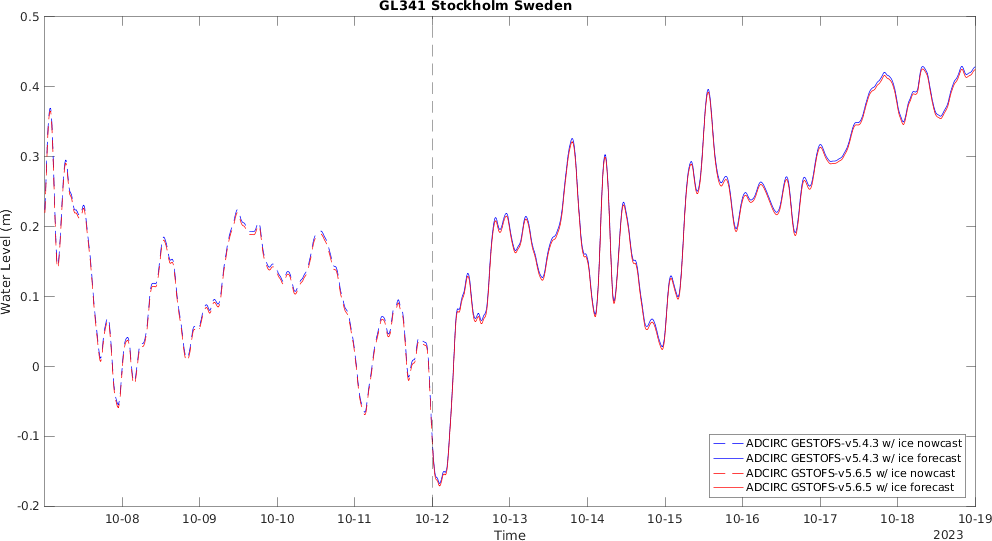 GL341 Stockholm Sweden
0.5
0.4
0.3
0.2
0.1
0
-0.1
-0.2
Water Level (m)
ADCIRC GESTOFS-v5.4.3 w/ ice nowcast
ADCIRC GESTOFS-v5.4.3 w/ ice forecast
ADCIRC GSTOFS-v5.6.5 w/ ice nowcast
ADCIRC GSTOFS-v5.6.5 w/ ice forecast
10-08 10-09 10-10 10-11 10-12 10-13 10-14 10-15 10-16 10-17 10-18 10-19
Time
2023